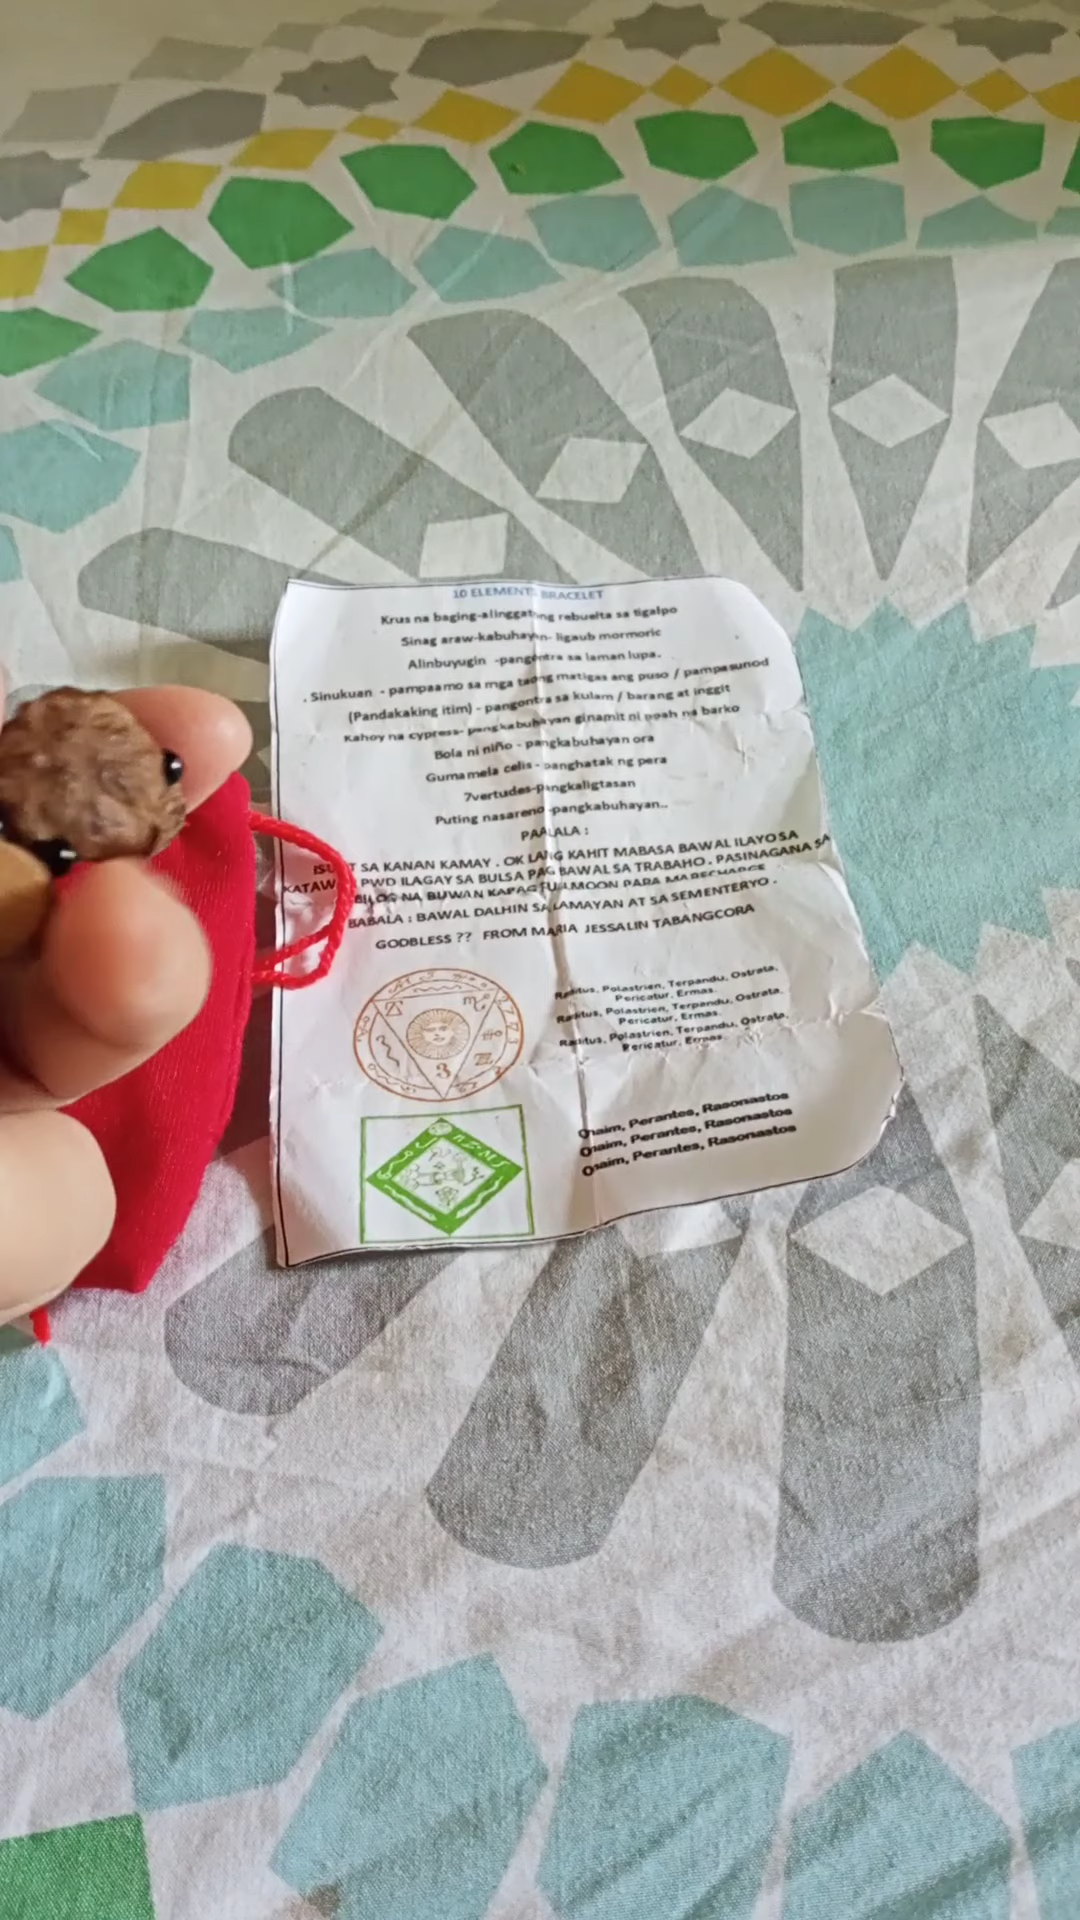 10 ELEMENTS BRACELET
Krus na baging-alinggatong rebuelta sa tigalpo
Sinag araw-kabuhayan- ligaub mormoric
Alinbuyugin -pangontra sa laman lupa.
. Sinukuan - pampaamo sa mga taong matigas ang puso / pampasunod
(Pandakaking itim) - pangontra sa kulam / barang at inggit
Kahoy na cypress- pangkabuhayan ginamit ni noah na barko
Bola ni niño - pangkabuhayan ora
Gumamela celis - panghatak ng pera
7vertudes-pangkaligtasan
Puting nasareno -pangkabuhayan..
PAALALA :
SA KANAN KAMAY . OK LANG KAHIT MABASA BAWAL ILAYO SA
PWD ILAGAY SA BULSA PAG BAWAL SA TRABAHO . PASINAGANA SA
BILOG NA BUWAN KAPAG FULLMOON PARA MARECHARGE
BABALA : BAWAL DALHIN SA LAMAYAN AT SA SEMENTERYO .
GODBLESS ?? FROM MARIA JESSALIN TABANGCORA
Raditus, Polastrien, Terpandu, Ostrata,
Pericatur, Ermas.
Raditus, Polastrien, Terpandu, Ostrata,
Pericatur, Ermas.
Raditus, Polastrien, Terpandu, Ostrata,
Pericatur, Ermas.
Perantes, Rasonastos
Perantes, Rasonastos
Perantes, Rasonastos